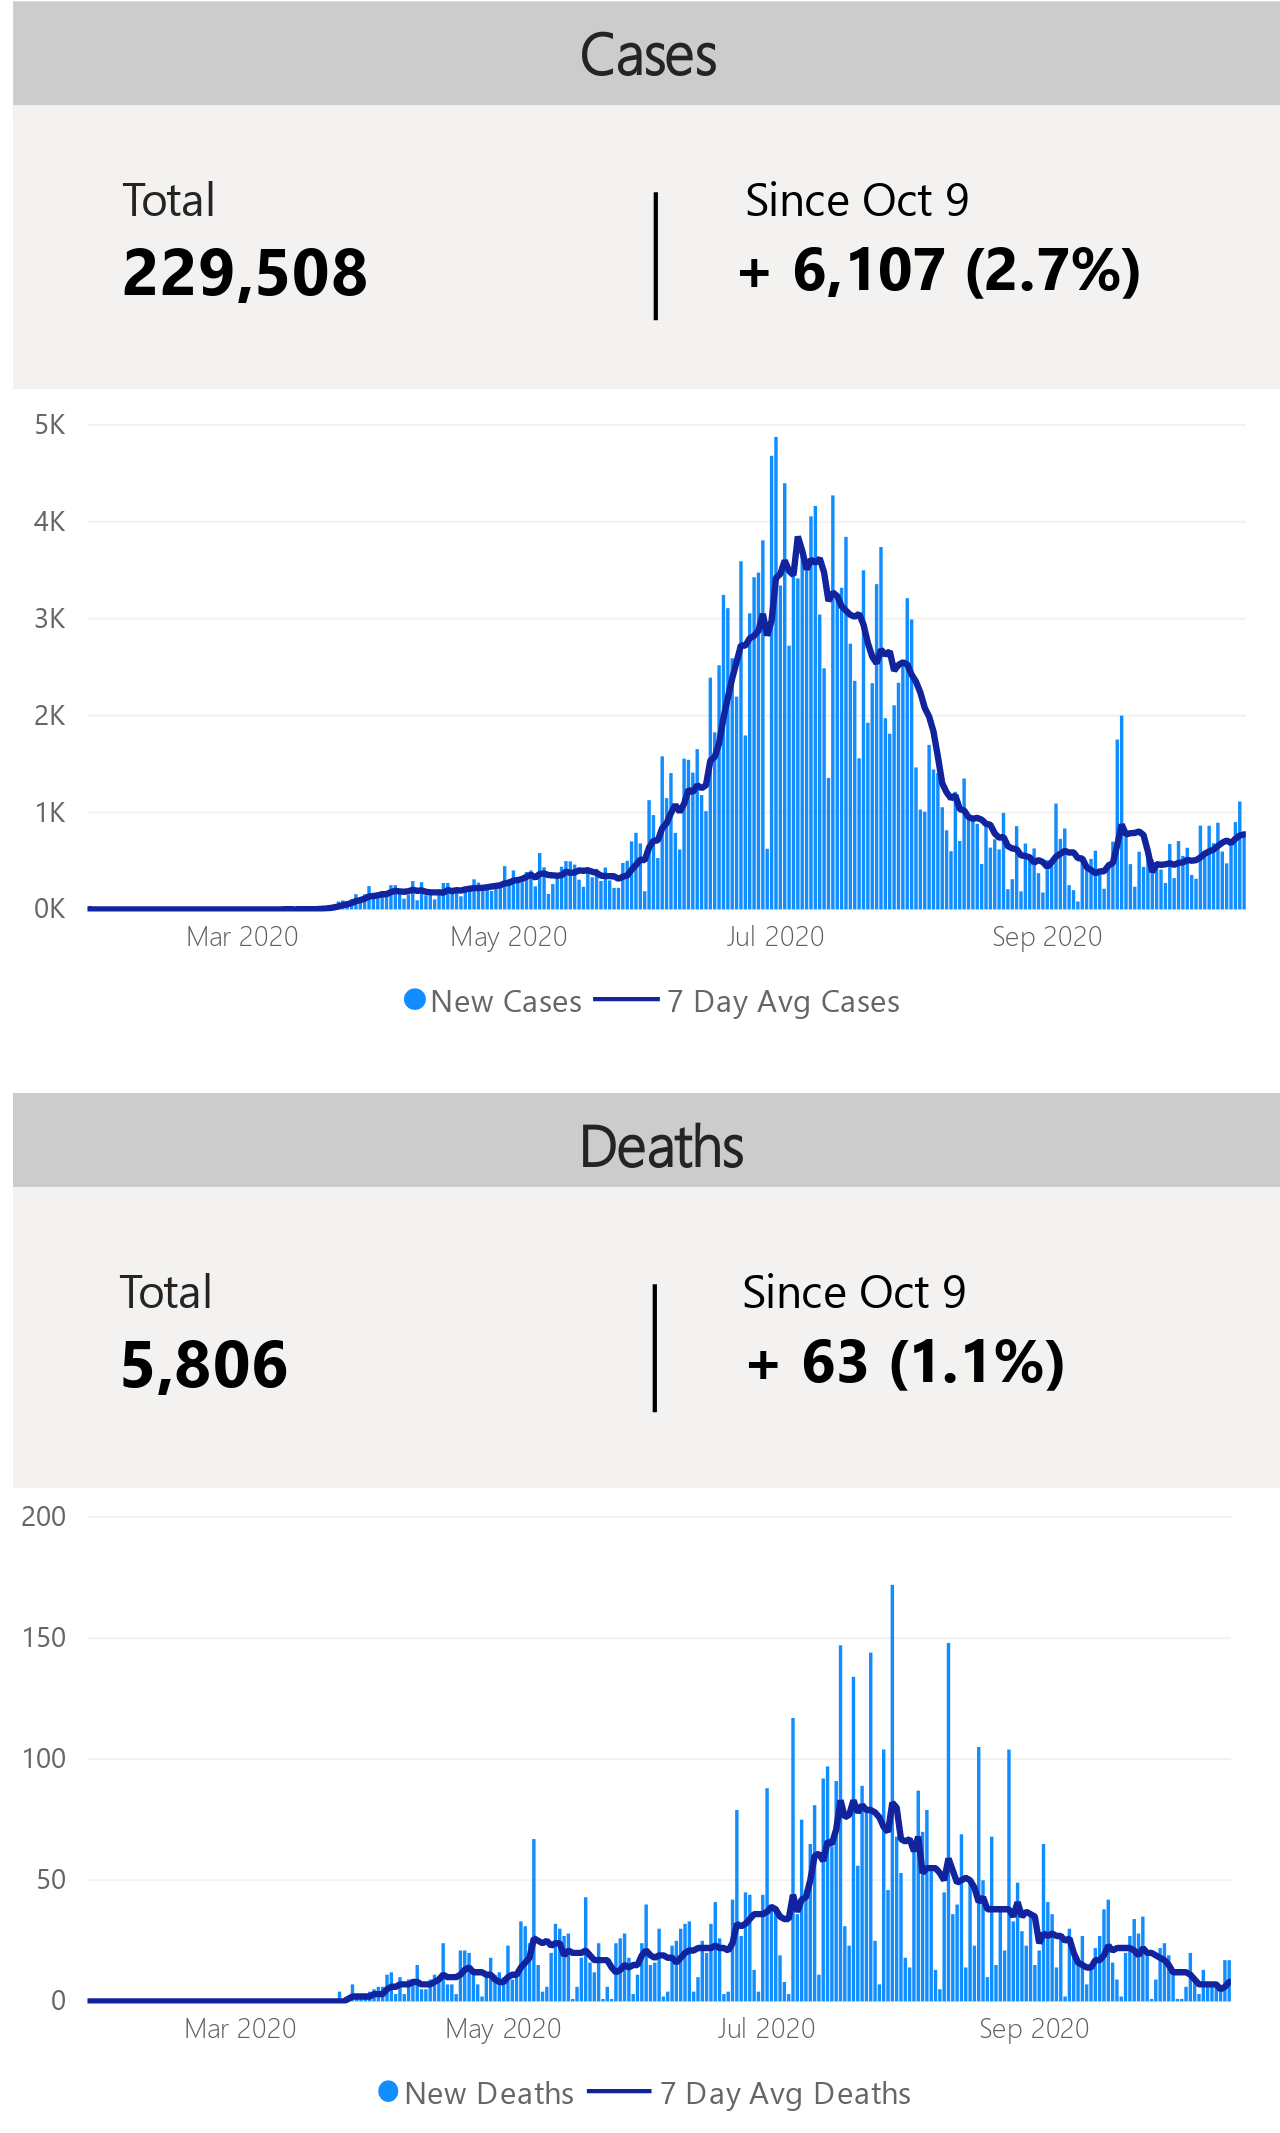 Cases
Total
Since Oct 9
229,508
+ 6,107 (2.7%)
5K
4K
3K
2K
1K
0K
Mar 2020
May 2020
Jul 2020
Sep 2020
New Cases
7 Day Avg Cases
Deaths
Total
Since Oct 9
5,806
+ 63 (1.1%)
200
150
100
50
0
Mar 2020
May 2020
Jul 2020
Sep 2020
New Deaths
7 Day Avg Deaths